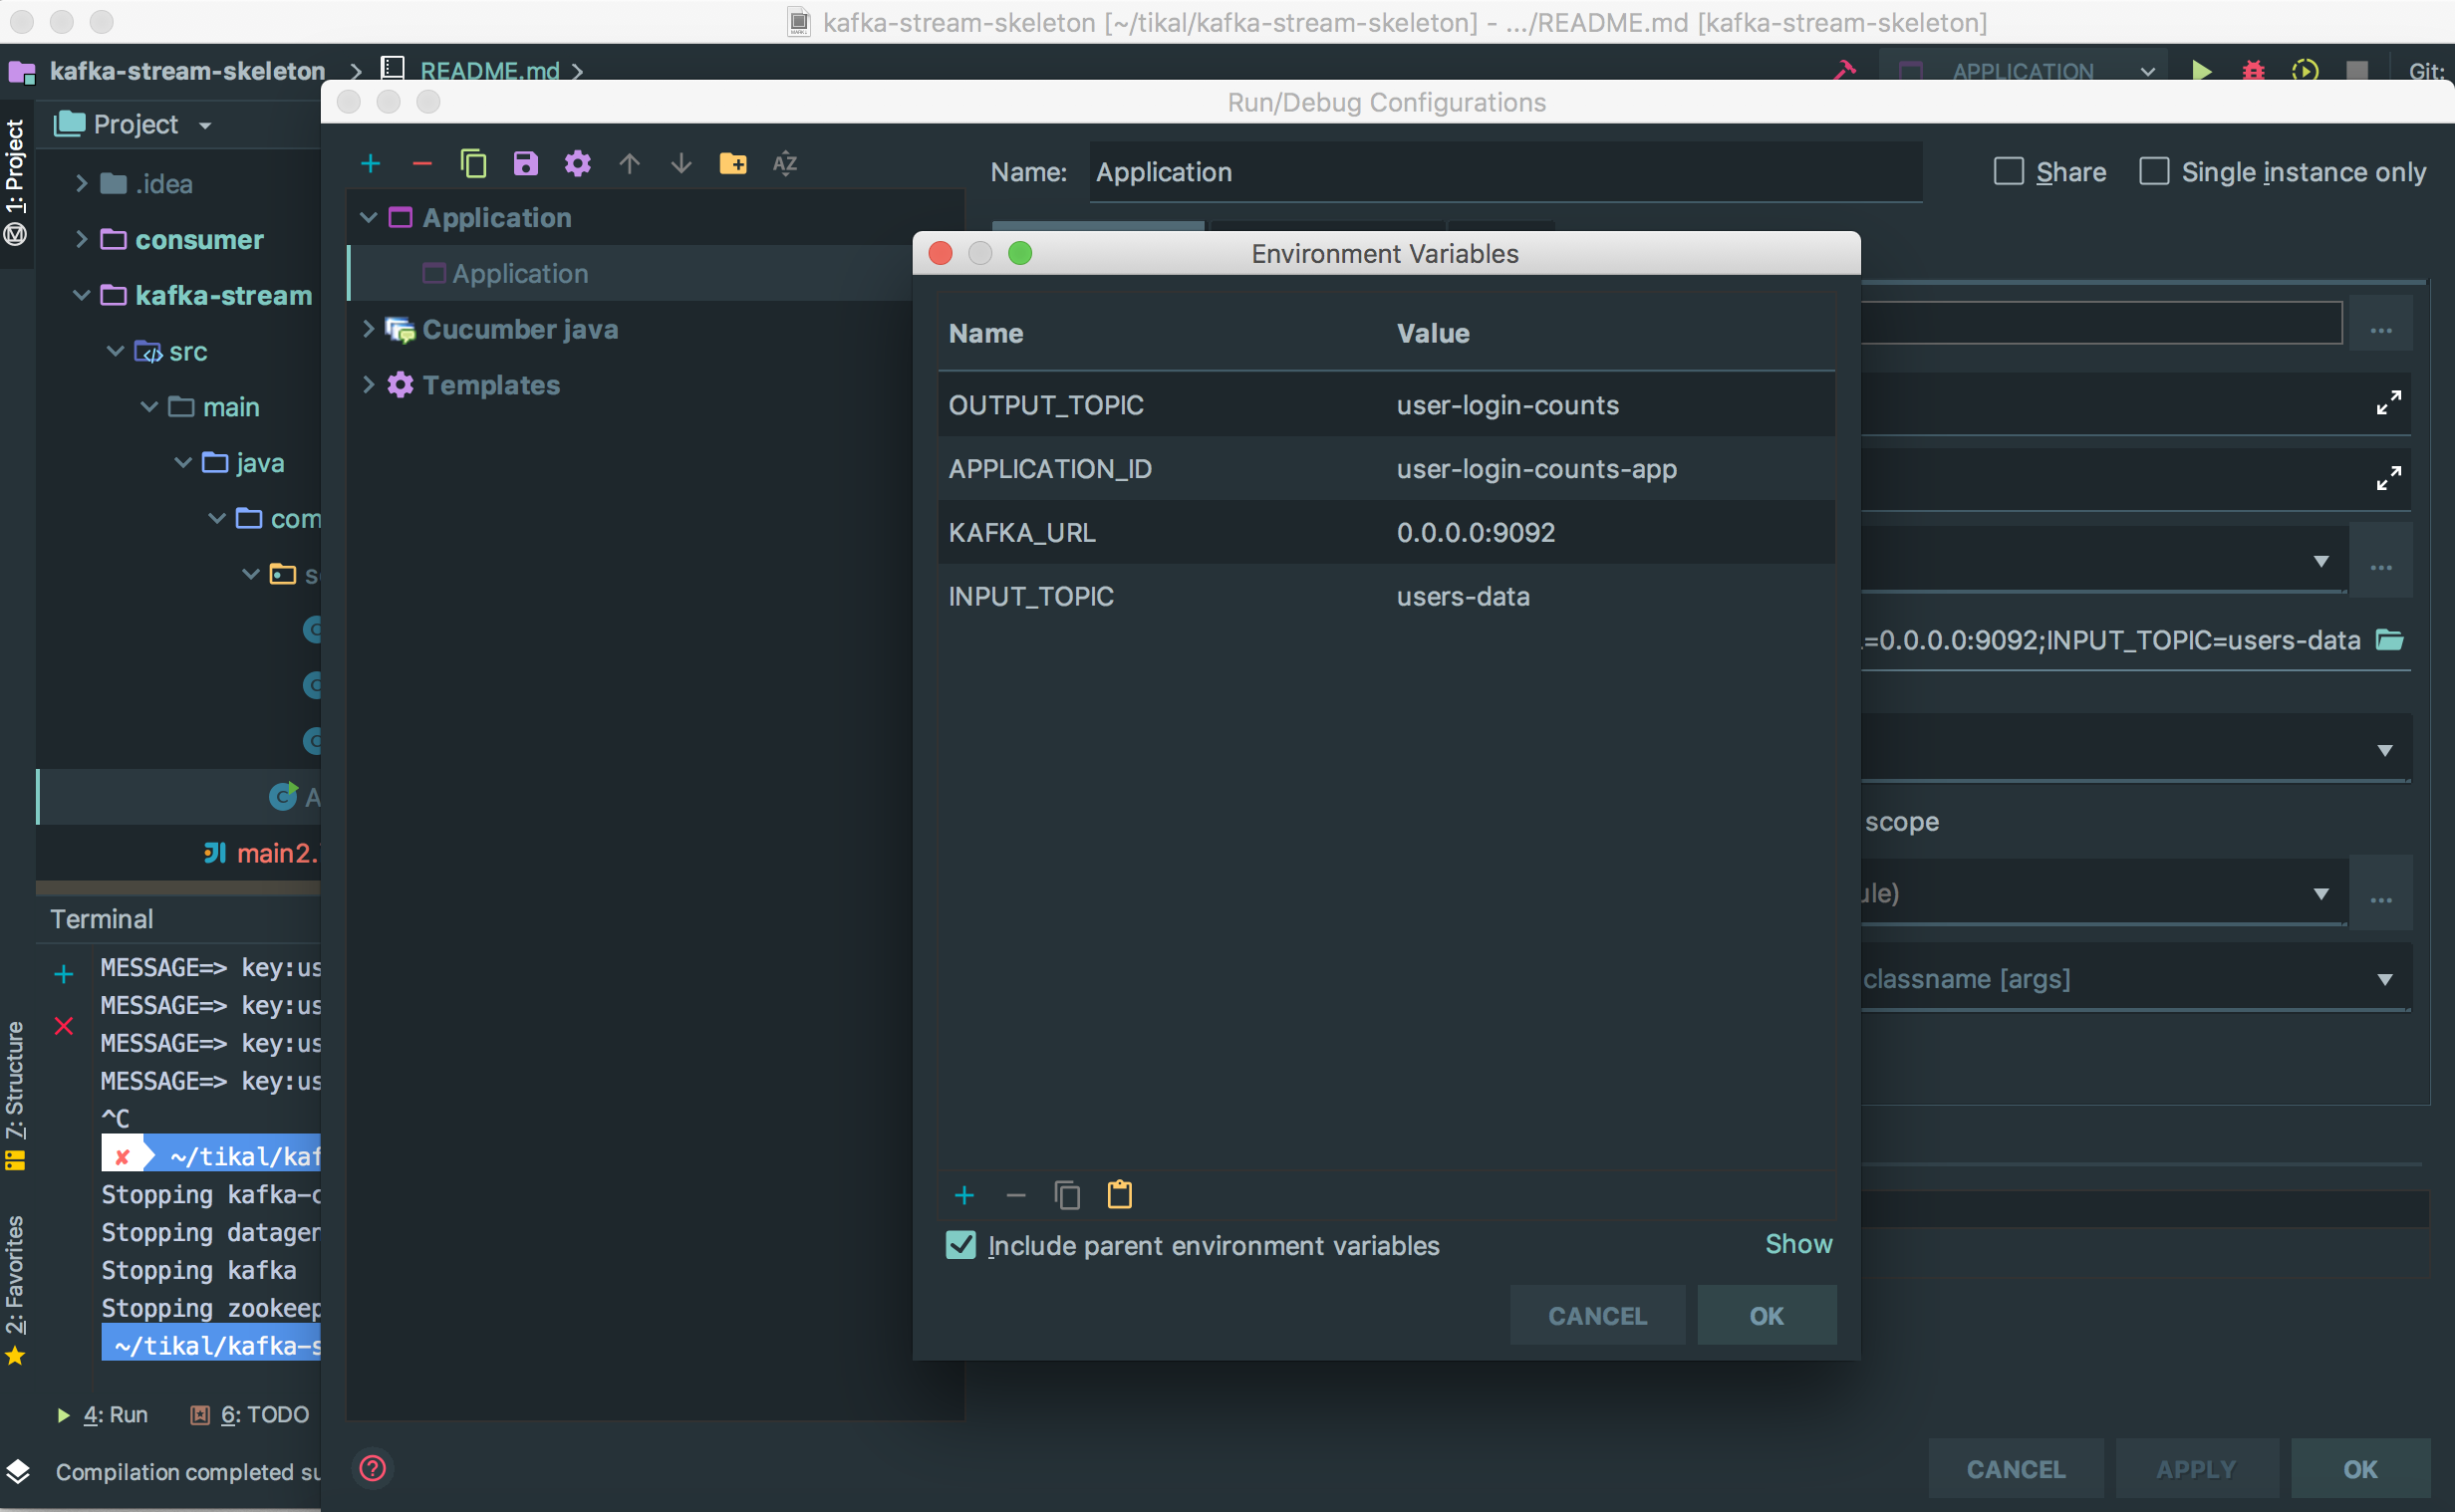 kafka-stream-skeleton [~/tikal/kafka-stream-skeleton] - .../README.md [kafka-stream-skeleton]
kafka-stream-skeleton
README.md
APPLICATION
Git:
Run/Debug Configurations
1: Project
Project
.idea
consumer
kafka-stream
src
main
java
com
main2.
Name:
Application
Share
Single instance only
Application
Application
Cucumber java
Templates
Environment Variables
Name
Value
OUTPUT_TOPIC
user-login-counts
APPLICATION_ID
user-login-counts-app
KAFKA_URL
0.0.0.0:9092
INPUT_TOPIC
users-data
=0.0.0.0:9092;INPUT_TOPIC=users-data
scope
ule)
classname [args]
Include parent environment variables
Show
CANCEL
OK
Terminal
MESSAGE=> key:us
MESSAGE=> key:us
MESSAGE=> key:us
MESSAGE=> key:us
^C
✘ ~/tikal/kaf
Stopping kafka-c
Stopping datagen
Stopping kafka
Stopping zookeep
~/tikal/kafka-s
7: Structure
2: Favorites
4: Run
6: TODO
Compilation completed su
CANCEL
APPLY
OK